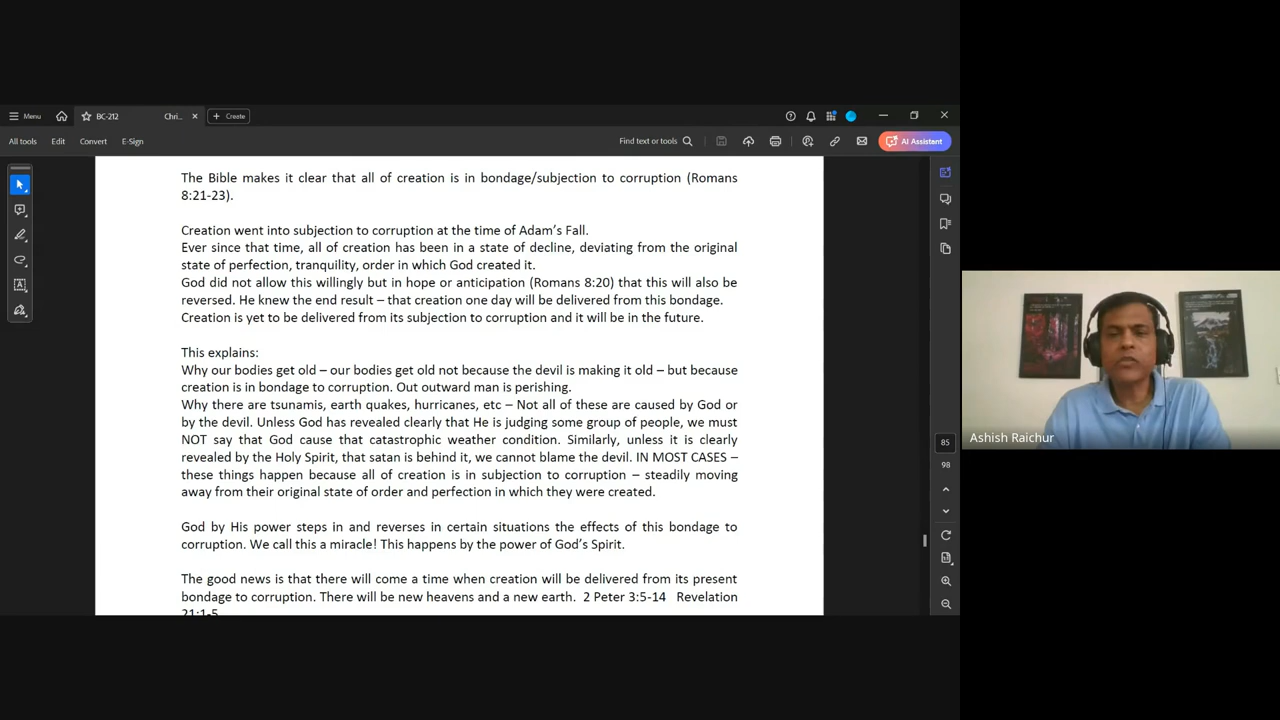 Menu
BC-212
Chri...
Create
All tools
Edit
Convert
E-Sign
Find text or tools
AI Assistant
The Bible makes it clear that all of creation is in bondage/subjection to corruption (Romans
8:21-23).
Creation went into subjection to corruption at the time of Adam's Fall.
Ever since that time, all of creation has been in a state of decline, deviating from the original
state of perfection, tranquility, order in which God created it.
God did not allow this willingly but in hope or anticipation (Romans 8:20) that this will also be
reversed. He knew the end result – that creation one day will be delivered from this bondage.
Creation is yet to be delivered from its subjection to corruption and it will be in the future.
This explains:
Why our bodies get old – our bodies get old not because the devil is making it old – but because
creation is in bondage to corruption. Out outward man is perishing.
Why there are tsunamis, earth quakes, hurricanes, etc – Not all of these are caused by God or
by the devil. Unless God has revealed clearly that He is judging some group of people, we must
NOT say that God cause that catastrophic weather condition. Similarly, unless it is clearly
revealed by the Holy Spirit, that satan is behind it, we cannot blame the devil. IN MOST CASES –
these things happen because all of creation is in subjection to corruption – steadily moving
away from their original state of order and perfection in which they were created.
God by His power steps in and reverses in certain situations the effects of this bondage to
corruption. We call this a miracle! This happens by the power of God's Spirit.
The good news is that there will come a time when creation will be delivered from its present
bondage to corruption. There will be new heavens and a new earth. 2 Peter 3:5-14 Revelation
21:1-5
85
98
Ashish Raichur